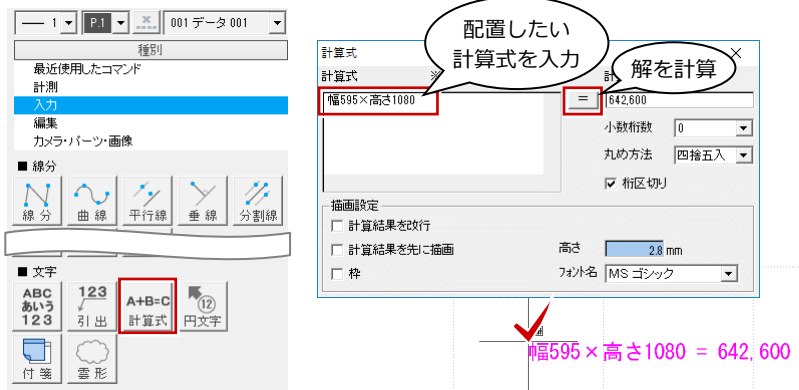 1
P.1
001 データ 001
種別
最近使用したコマンド
計測
入力
編集
カメラ・パーツ・画像
■ 線分
線 分
曲 線
平行線
垂 線
分割線
■ 文字
ABC
あいう
123
123
引 出
A+B=C
計算式
12
円文字
付 箋
雲 形
配置したい
計算式を入力
解を計算
計算式
計算式
※
計
幅595×高さ1080
=
642,600
小数桁数
0
丸め方法
四捨五入
桁区切り
描画設定
計算結果を改行
計算結果を先に描画
枠
高さ
2.8 mm
フォント名
MS ゴシック
幅595×高さ1080 = 642,600